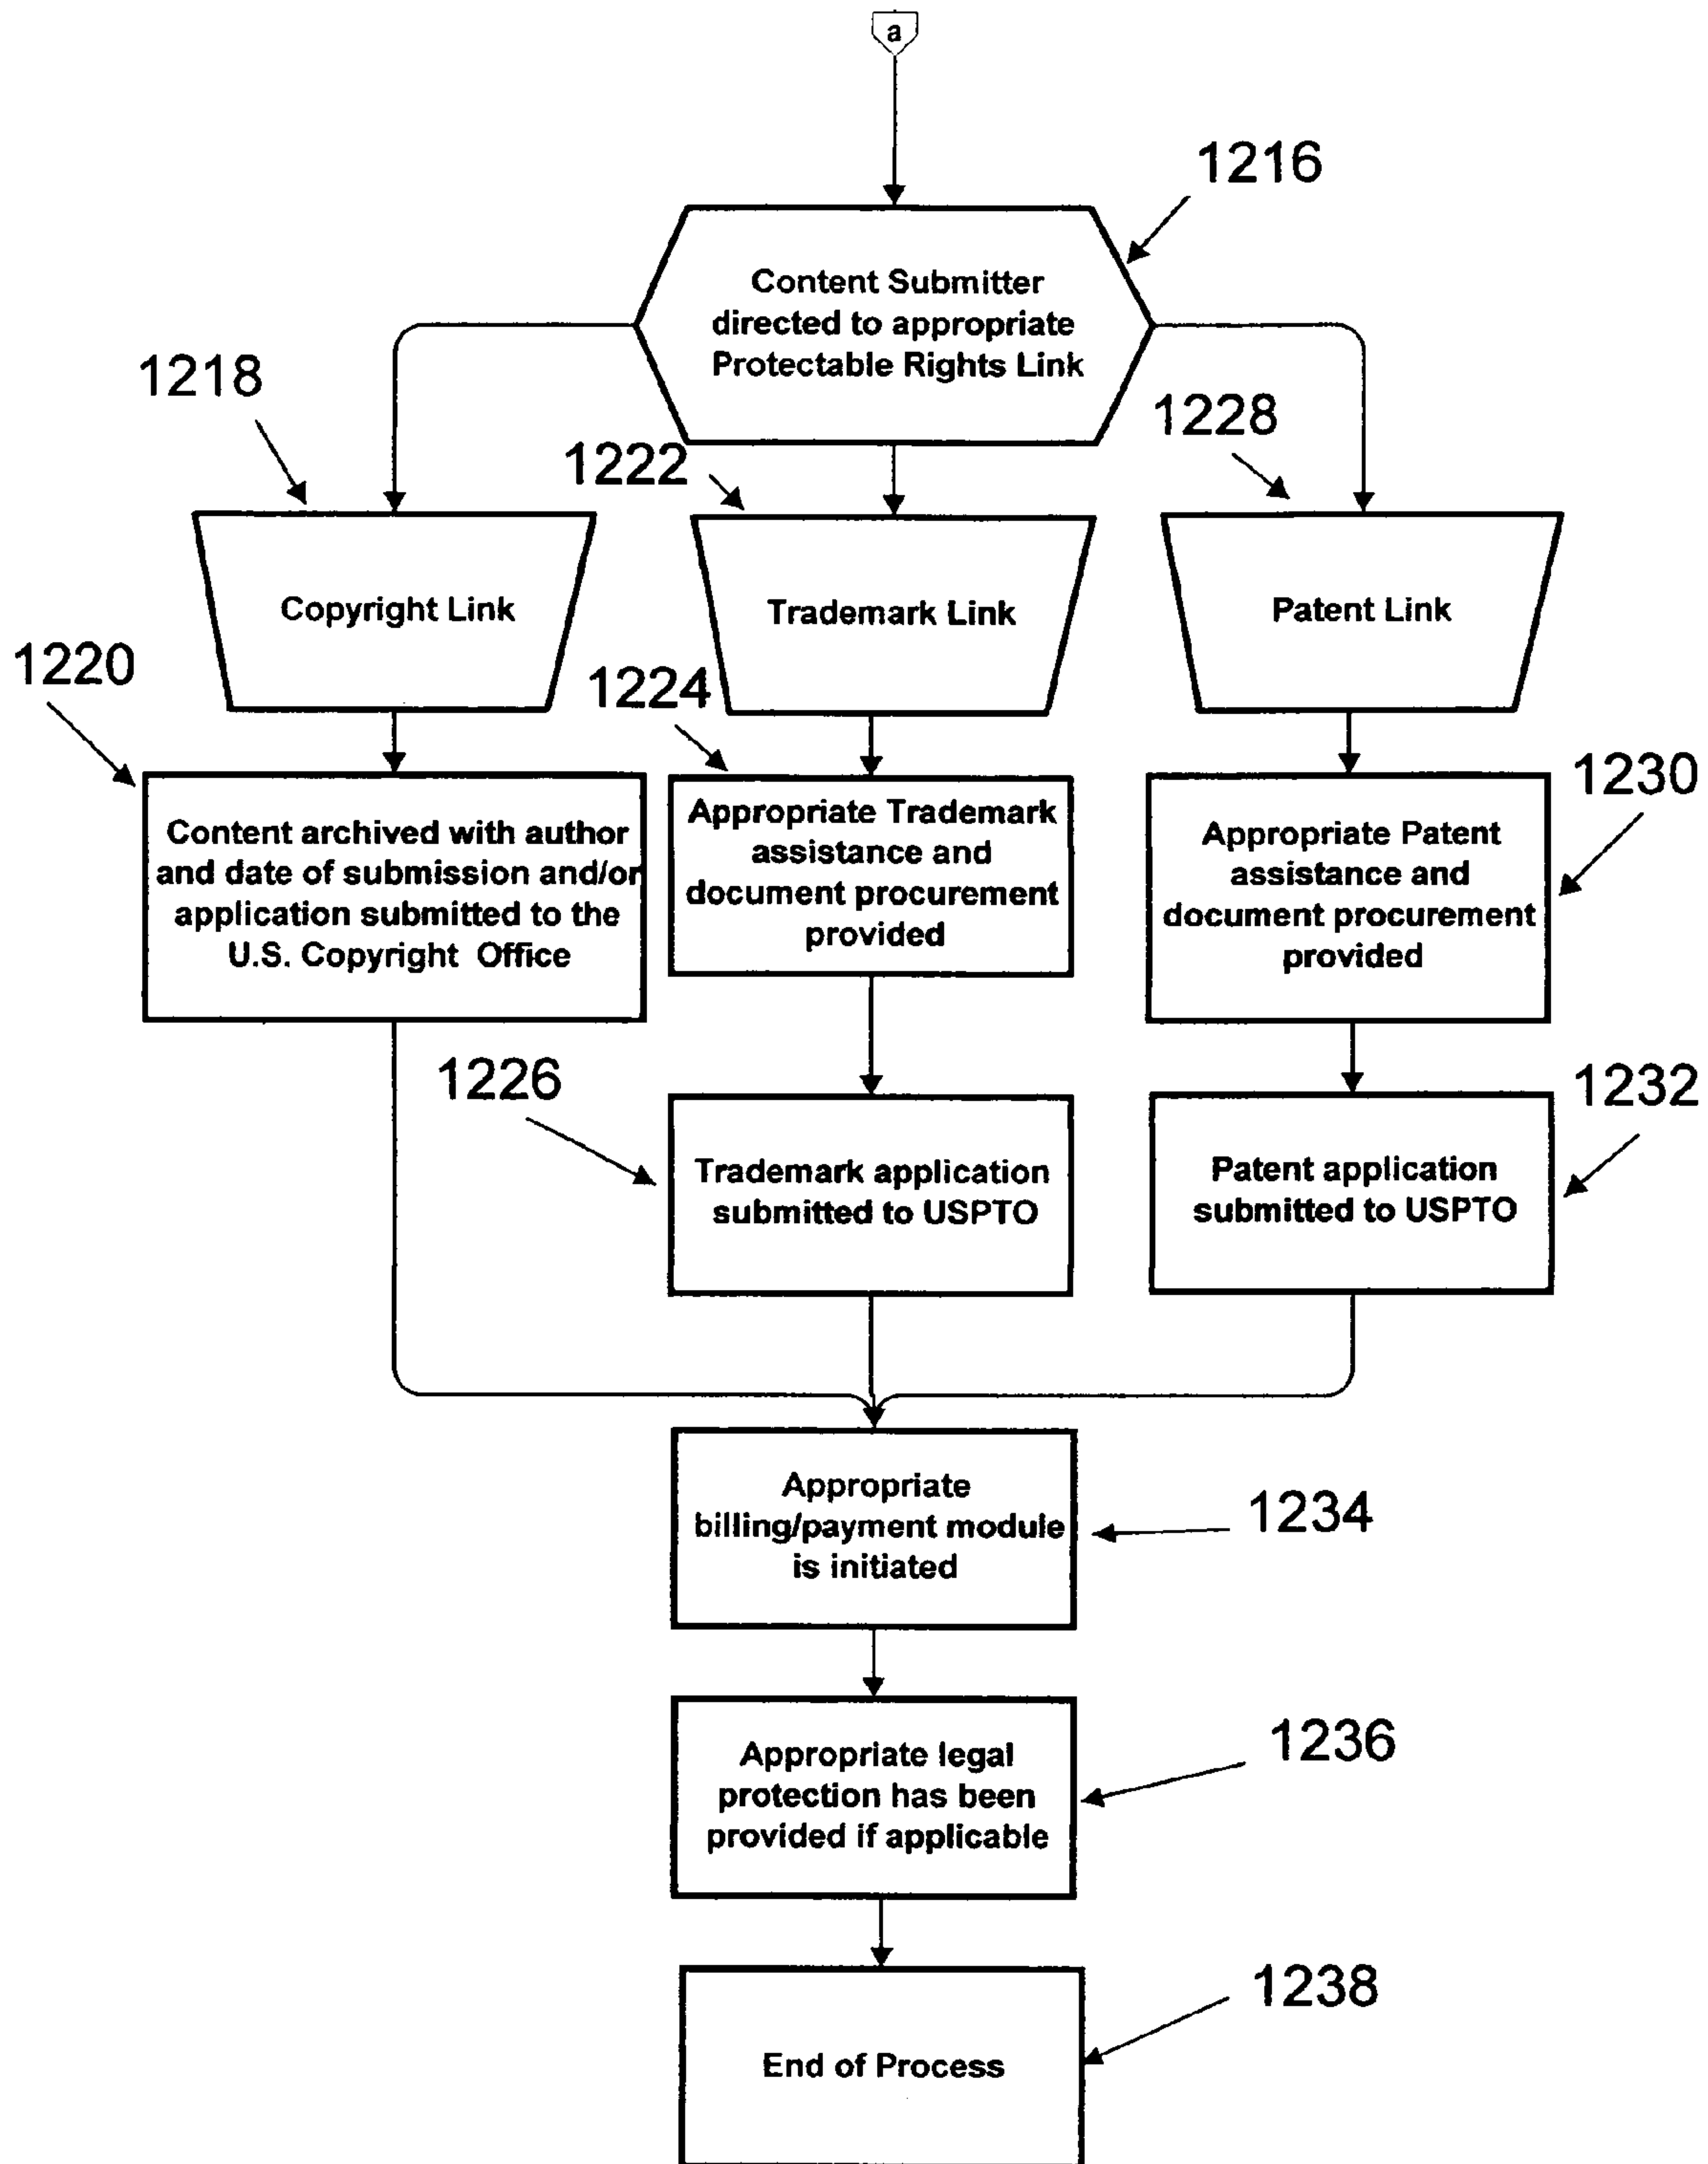 a
1216
Content Submitter
directed to appropriate
Protectable Rights Link
1218
1222
1228
Copyright Link
Trademark Link
Patent Link
1220
1224
1230
Content archived with author
and date of submission and/or
application submitted to the
U.S. Copyright Office
Appropriate Trademark
assistance and
document procurement
provided
Appropriate Patent
assistance and
document procurement
provided
1226
1232
Trademark application
submitted to USPTO
Patent application
submitted to USPTO
Appropriate
billing/payment module
is initiated
1234
Appropriate legal
protection has been
provided if applicable
1236
End of Process
1238